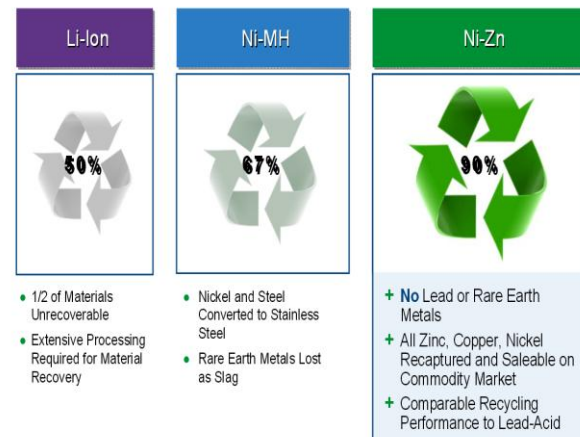 Li-Ion
Ni-MH
Ni-Zn
50%
67%
90%
• 1/2 of Materials
Unrecoverable
• Extensive Processing
Required for Material
Recovery
• Nickel and Steel
Converted to Stainless
Steel
• Rare Earth Metals Lost
as Slag
+ No Lead or Rare Earth
Metals
+ All Zinc, Copper, Nickel
Recaptured and Saleable on
Commodity Market
+ Comparable Recycling
Performance to Lead-Acid